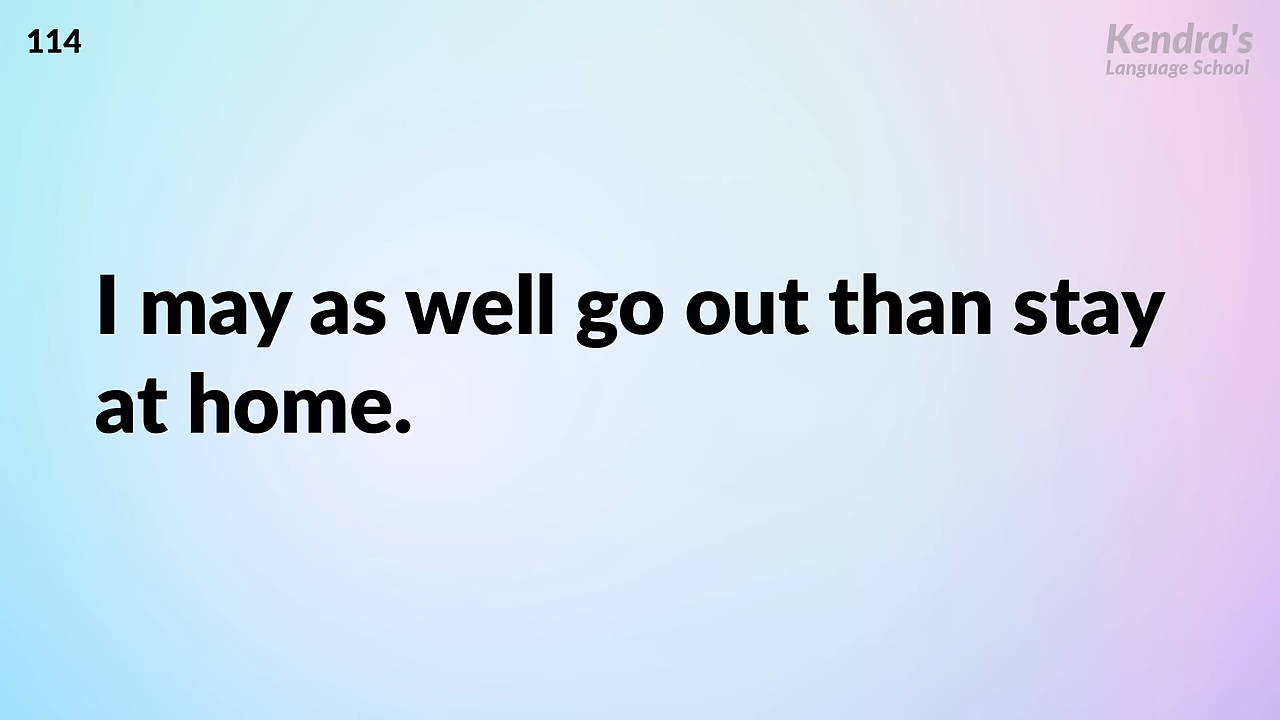 114
Kendra's
Language School
I may as well go out than stay
at home.